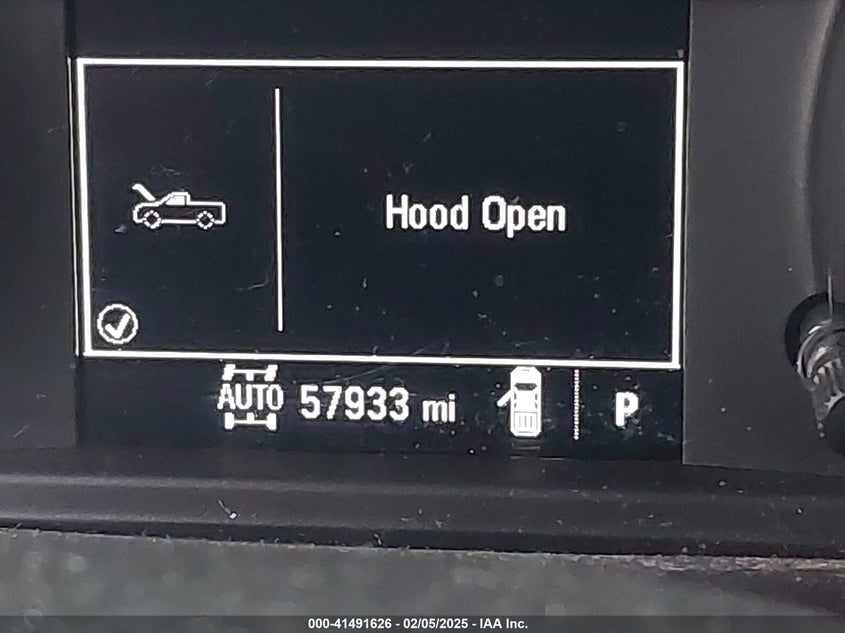 Hood Open
AUTO 57933 mi P
000-41491626 - 02/05/2025 - IAA Inc.